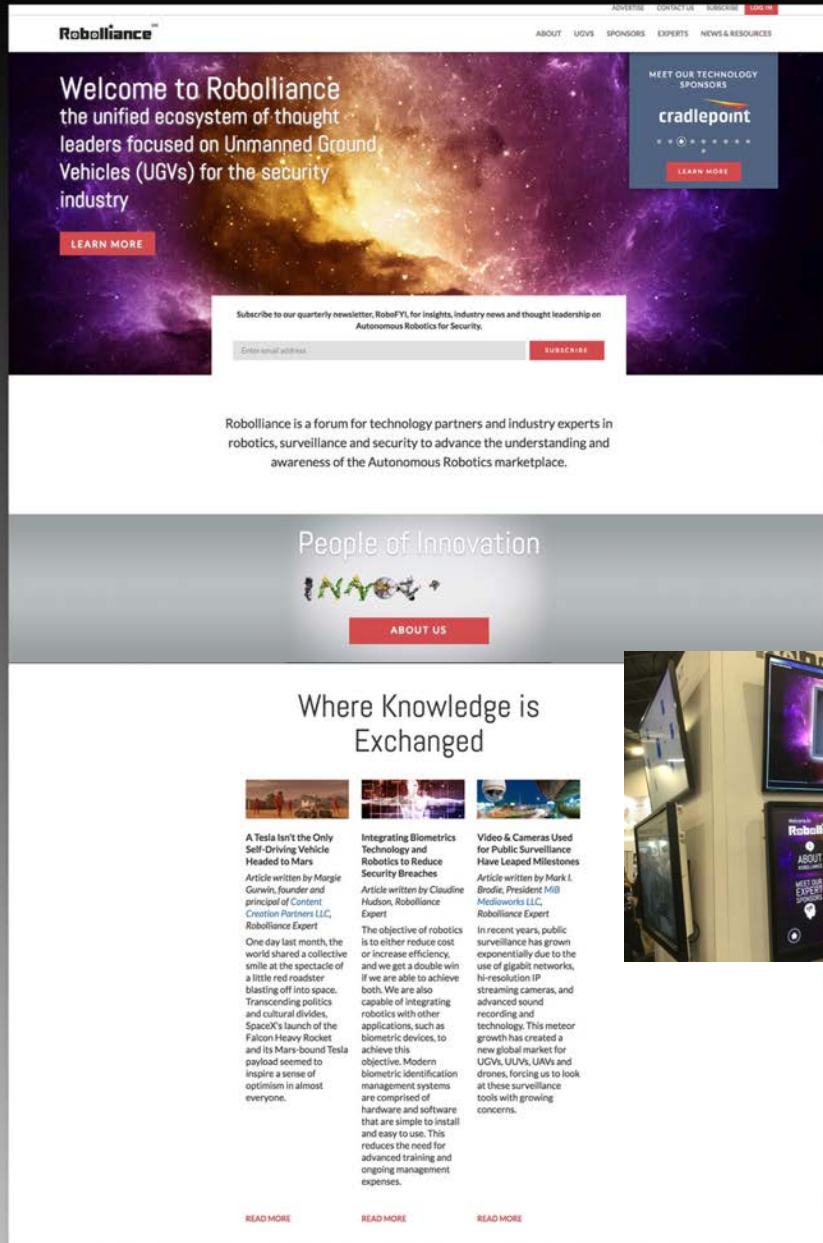 ADVERTISE CONTACT US SUBSCRIBE LOG IN
Robolliance
ABOUT UGVS SPONSORS EXPERTS NEWS & RESOURCES
Welcome to Robolliance
the unified ecosystem of thought
leaders focused on Unmanned Ground
Vehicles (UGVs) for the security
industry
LEARN MORE
MEET OUR TECHNOLOGY
SPONSORS
cradlepoint
LEARN MORE
Subscribe to our quarterly newsletter, RoboFYI, for insights, industry news and thought leadership on
Autonomous Robotics for Security.
Enter email address
SUBSCRIBE
Robolliance is a forum for technology partners and industry experts in
robotics, surveillance and security to advance the understanding and
awareness of the Autonomous Robotics marketplace.
People of Innovation
INNOV
ABOUT US
Where Knowledge is
Exchanged
A Tesla Isn't the Only
Self-Driving Vehicle
Headed to Mars
Article written by Margie
Gurwin, founder and
principal of Content
Creation Partners LLC,
Robolliance Expert
One day last month, the
world shared a collective
smile at the spectacle of
a little red roadster
blasting off into space.
Transcending politics
and cultural divides,
SpaceX's launch of the
Falcon Heavy Rocket
and its Mars-bound Tesla
payload seemed to
inspire a sense of
optimism in almost
everyone.
READ MORE
Integrating Biometrics
Technology and
Robotics to Reduce
Security Breaches
Article written by Claudine
Hudson, Robolliance
Expert
The objective of robotics
is to either reduce cost
or increase efficiency,
and we get a double win
if we are able to achieve
both. We are also
capable of integrating
robotics with other
applications, such as
biometric devices, to
achieve this
objective. Modern
biometric identification
management systems
are comprised of
hardware and software
that are simple to install
and easy to use. This
reduces the need for
advanced training and
ongoing management
expenses.
READ MORE
Video & Cameras Used
for Public Surveillance
Have Leaped Milestones
Article written by Mark I.
Brodie, President MiB
Mediaworks LLC,
Robolliance Expert
In recent years, public
surveillance has grown
exponentially due to the
use of gigabit networks,
hi-resolution IP
streaming cameras, and
advanced sound
recording and
technology. This meteor
growth has created a
new global market for
UGVs, UUVs, UAVs and
drones, forcing us to look
at these surveillance
tools with growing
concerns.
READ MORE
Welcome to
Roboll
ABOUT
MEET OUR
EXPERT
SPONSORS